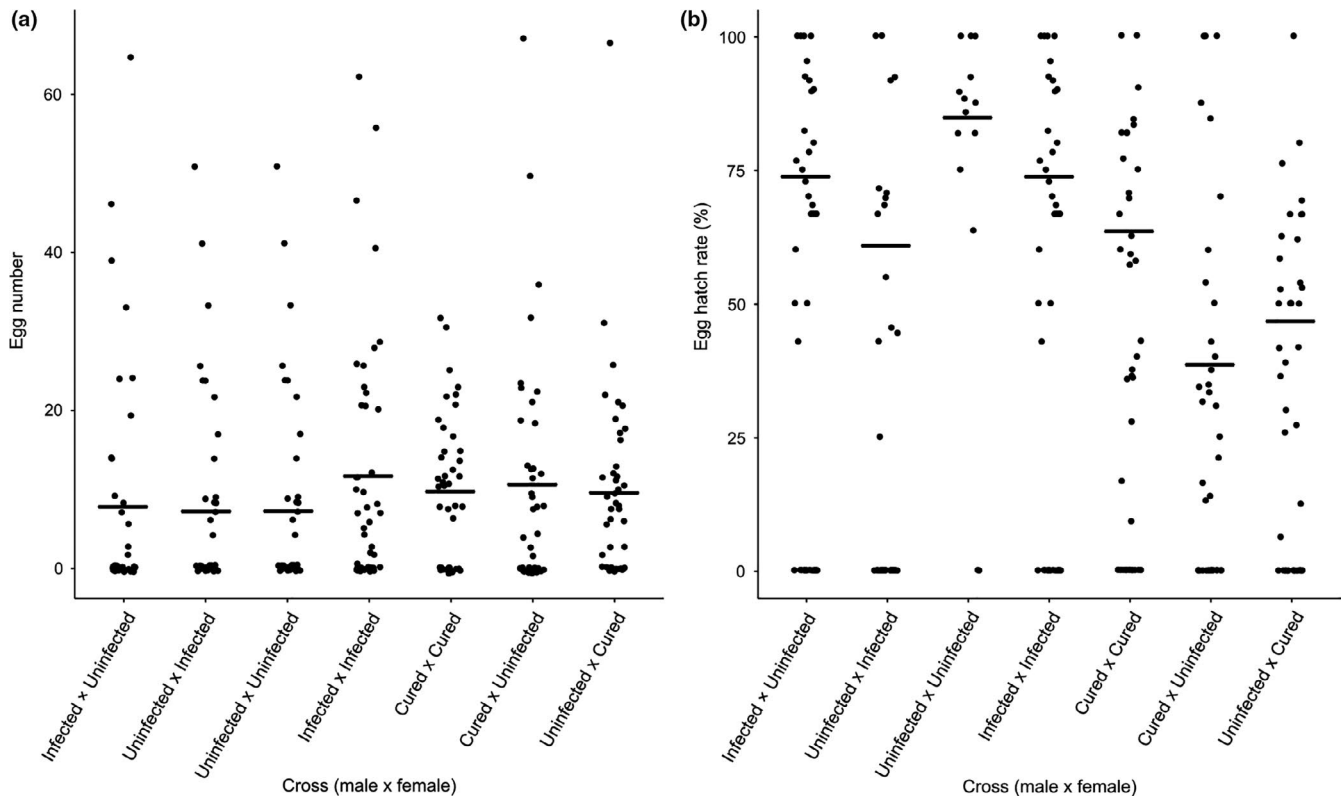 (a)
Egg number
60
40
20
0
Infected × Uninfected
Uninfected × Infected
Uninfected × Uninfected
Infected × Infected
Cured x Cured
Cured x Uninfected
Uninfected x Cured
Cross (male x female)
(b)
Egg hatch rate (%)
100
75
50
25
0
Infected × Uninfected
Uninfected × Infected
Uninfected × Uninfected
Infected × Infected
Cured x Cured
Cured x Uninfected
Uninfected x Cured
Cross (male x female)